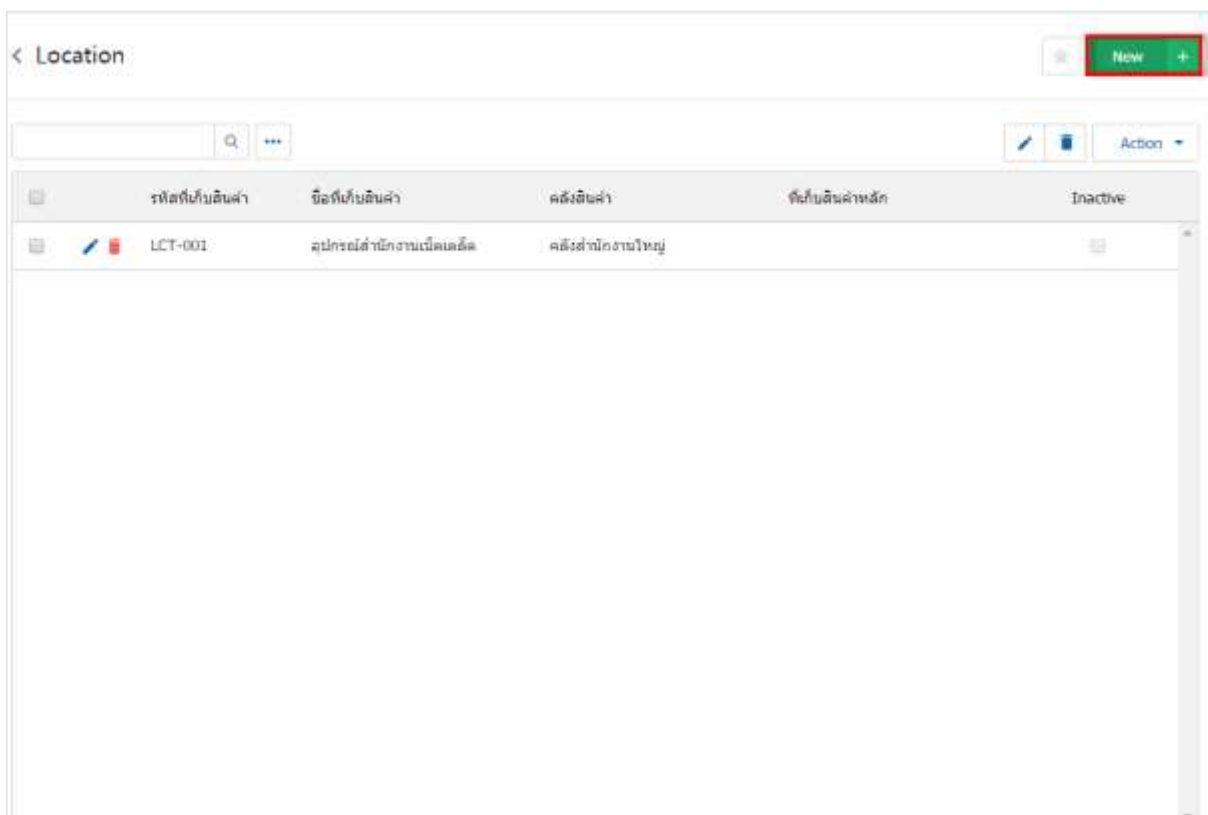 < Location
New +
Action
รหัสที่เก็บสินค้า ชื่อที่เก็บสินค้า คลังสินค้า ที่เก็บสินค้าหลัก Inactive
LCT-001 อุปกรณ์สำนักงานเบ็ดเตล็ด คลังสำนักงานใหญ่